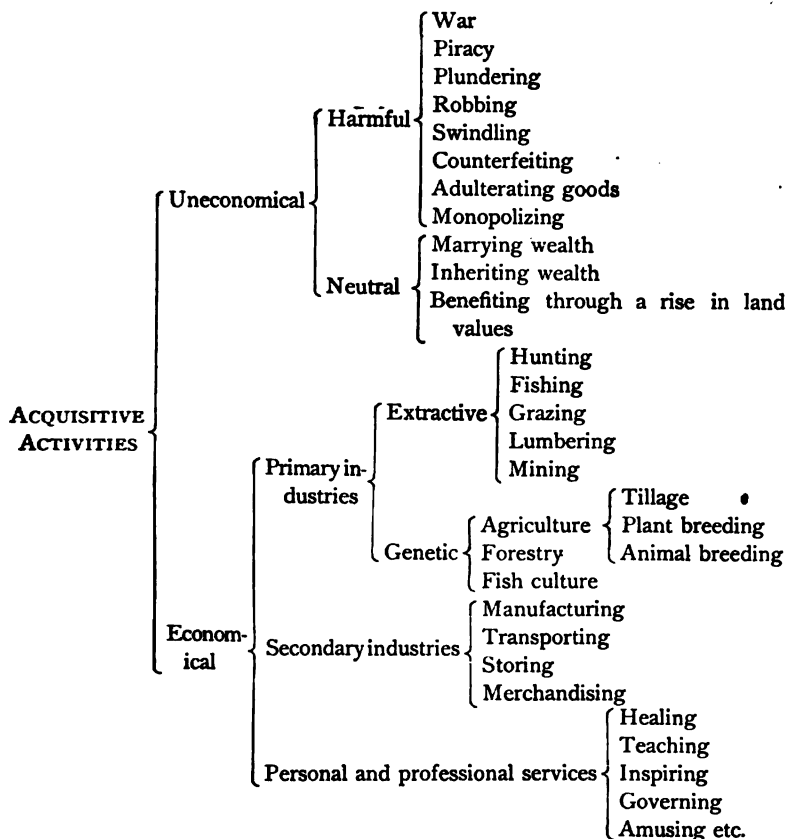 War
Piracy
Plundering
Harmful
Robbing
Swindling
Counterfeiting
Adulterating goods
Monopolizing
Uneconomical
Marrying wealth
Neutral
Inheriting wealth
Benefiting through a rise in land
values
ACQUISITIVE
ACTIVITIES
Hunting
Fishing
Extractive
Grazing
Lumbering
Mining
Primary in-
dustries
Tillage
Agriculture
Plant breeding
Animal breeding
Genetic
Forestry
Fish culture
Econom-
ical
Manufacturing
Transporting
Secondary industries
Storing
Merchandising
Healing
Teaching
Personal and professional services
Inspiring
Governing
Amusing etc.